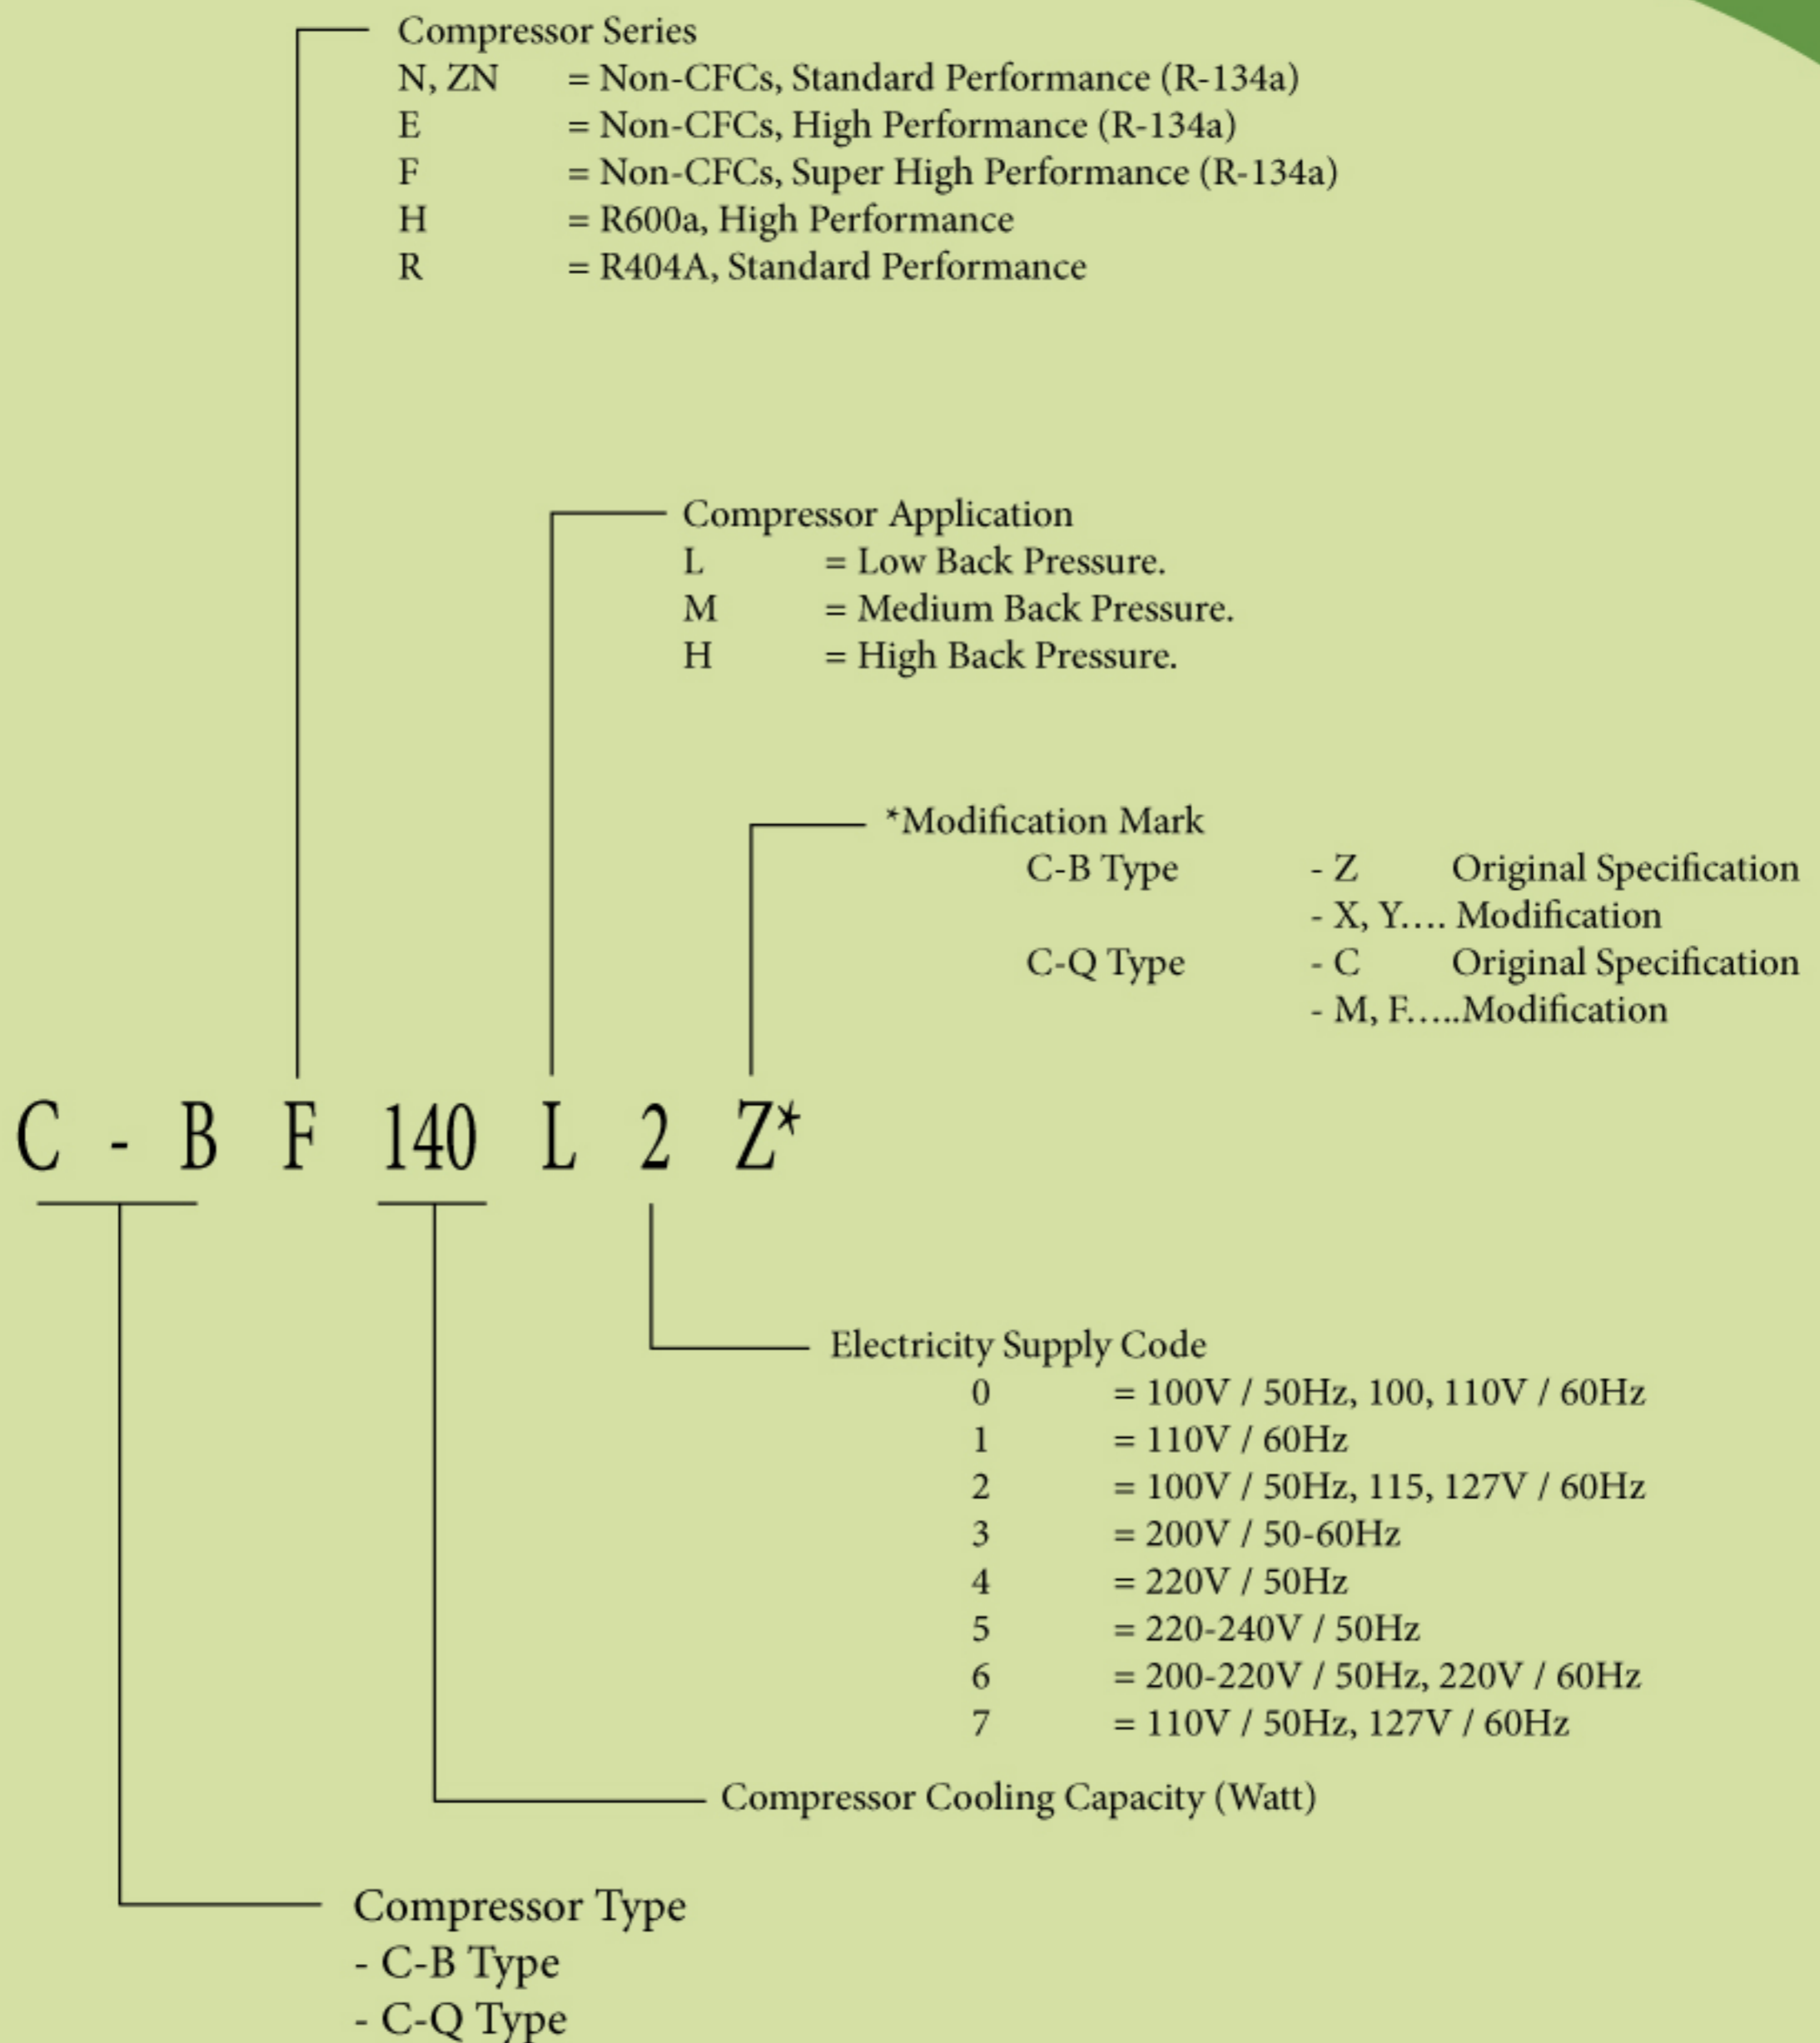 Compressor Series
N, ZN = Non-CFCs, Standard Performance (R-134a)
E = Non-CFCs, High Performance (R-134a)
F = Non-CFCs, Super High Performance (R-134a)
H = R600a, High Performance
R = R404A, Standard Performance
Compressor Application
L = Low Back Pressure.
M = Medium Back Pressure.
H = High Back Pressure.
*Modification Mark
C-B Type - Z Original Specification
- X, Y.... Modification
C-Q Type - C Original Specification
- M, F.....Modification
C - B F 140 L 2 Z*
Electricity Supply Code
0 = 100V / 50Hz, 100, 110V / 60Hz
1 = 110V / 60Hz
2 = 100V / 50Hz, 115, 127V / 60Hz
3 = 200V / 50-60Hz
4 = 220V / 50Hz
5 = 220-240V / 50Hz
6 = 200-220V / 50Hz, 220V / 60Hz
7 = 110V / 50Hz, 127V / 60Hz
Compressor Cooling Capacity (Watt)
Compressor Type
- C-B Type
- C-Q Type